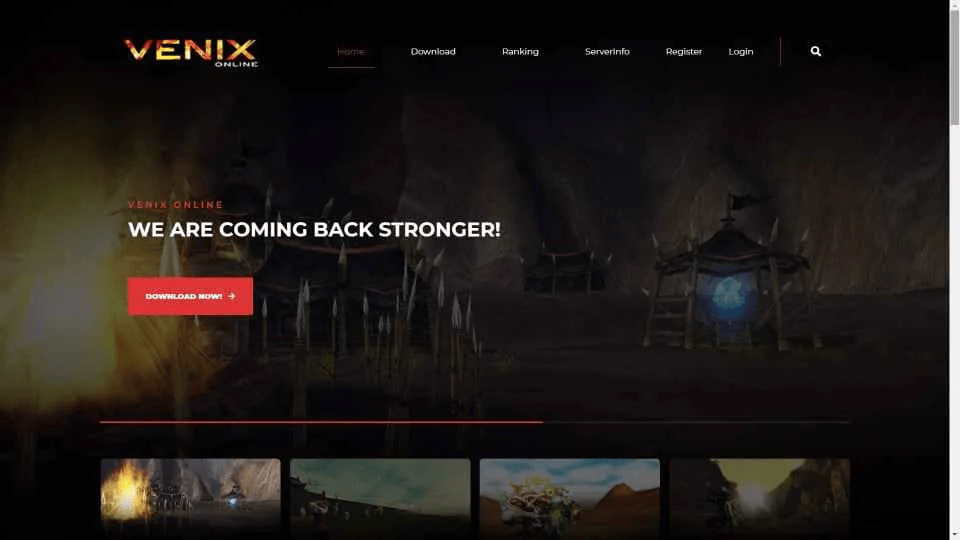 VENIX
ONLINE
Home
Download
Ranking
ServerInfo
Register
Login
VENIX ONLINE
WE ARE COMING BACK STRONGER!
DOWNLOAD NOW!